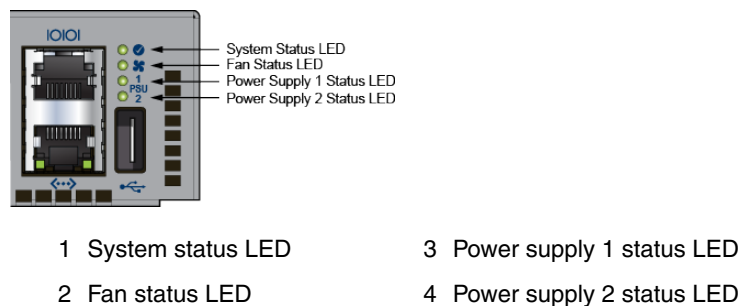 IOIOI
System Status LED
Fan Status LED
1 Power Supply 1 Status LED
PSU
2 Power Supply 2 Status LED
<···>
1 System status LED
3 Power supply 1 status LED
2 Fan status LED
4 Power supply 2 status LED